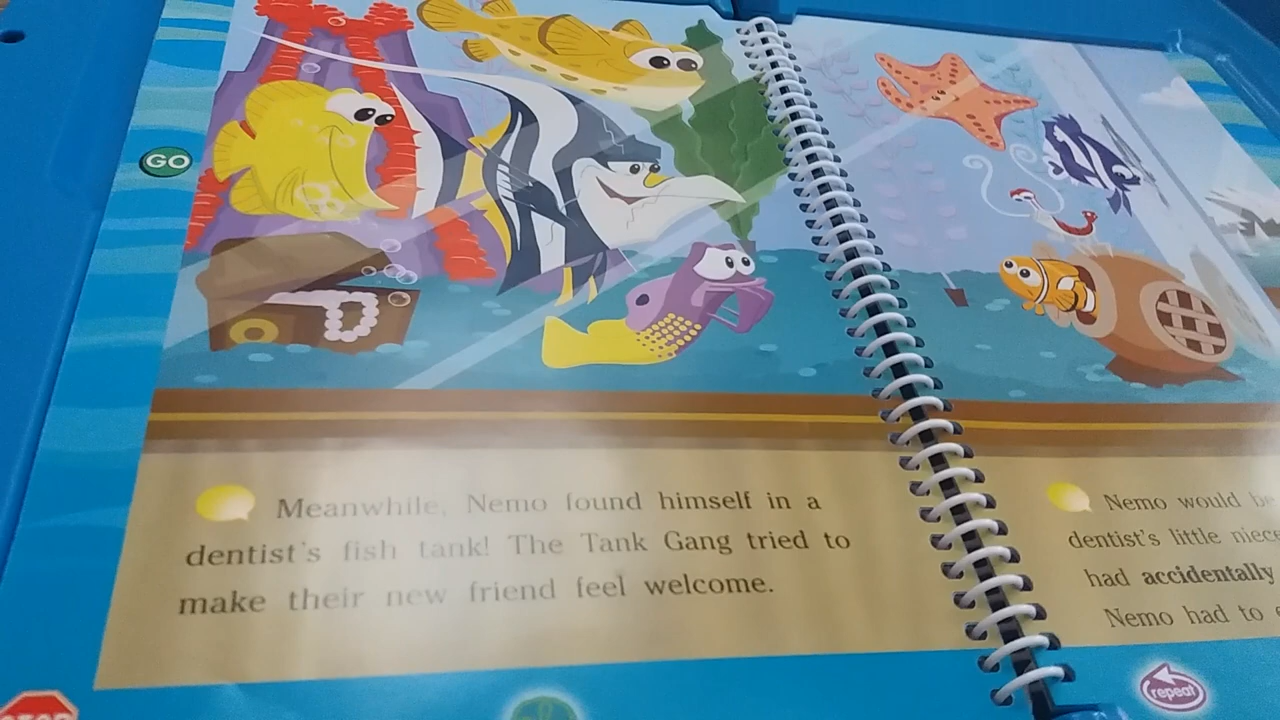 GO
Meanwhile, Nemo found himself in a
dentist's fish tank! The Tank Gang tried to
make their new friend feel welcome.
Nemo would be
dentist's little niece
had accidentally
Nemo had to
STOP
repeat